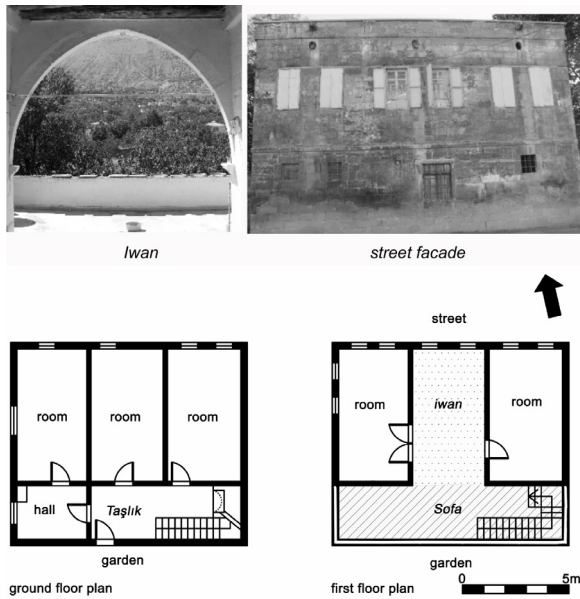 Iwan
street facade
street
room
room
room
hall
Taşlık
garden
ground floor plan
room
iwan
room
Sofa
garden
first floor plan
0
5m